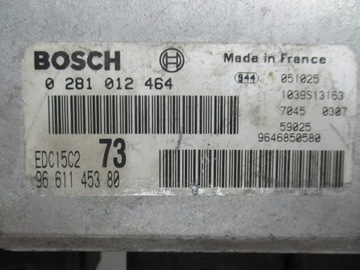 BOSCH
Made in France
0 281 012 464
944 051025
1039S13163
7045 0307
59025
9646850580
EDC15C2 73
96 611 453 80